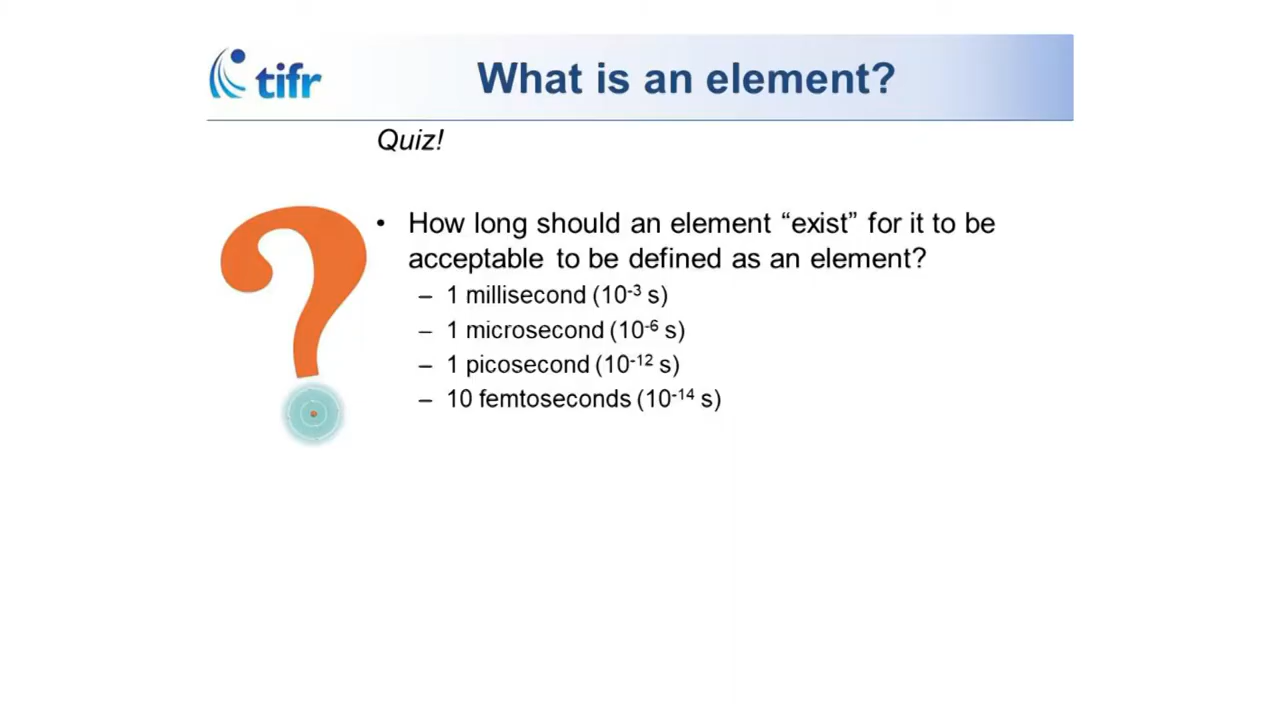 tifr
What is an element?
Quiz!
• How long should an element “exist” for it to be
acceptable to be defined as an element?
– 1 millisecond (10⁻³ s)
– 1 microsecond (10⁻⁶ s)
– 1 picosecond (10⁻¹² s)
– 10 femtoseconds (10⁻¹⁴ s)